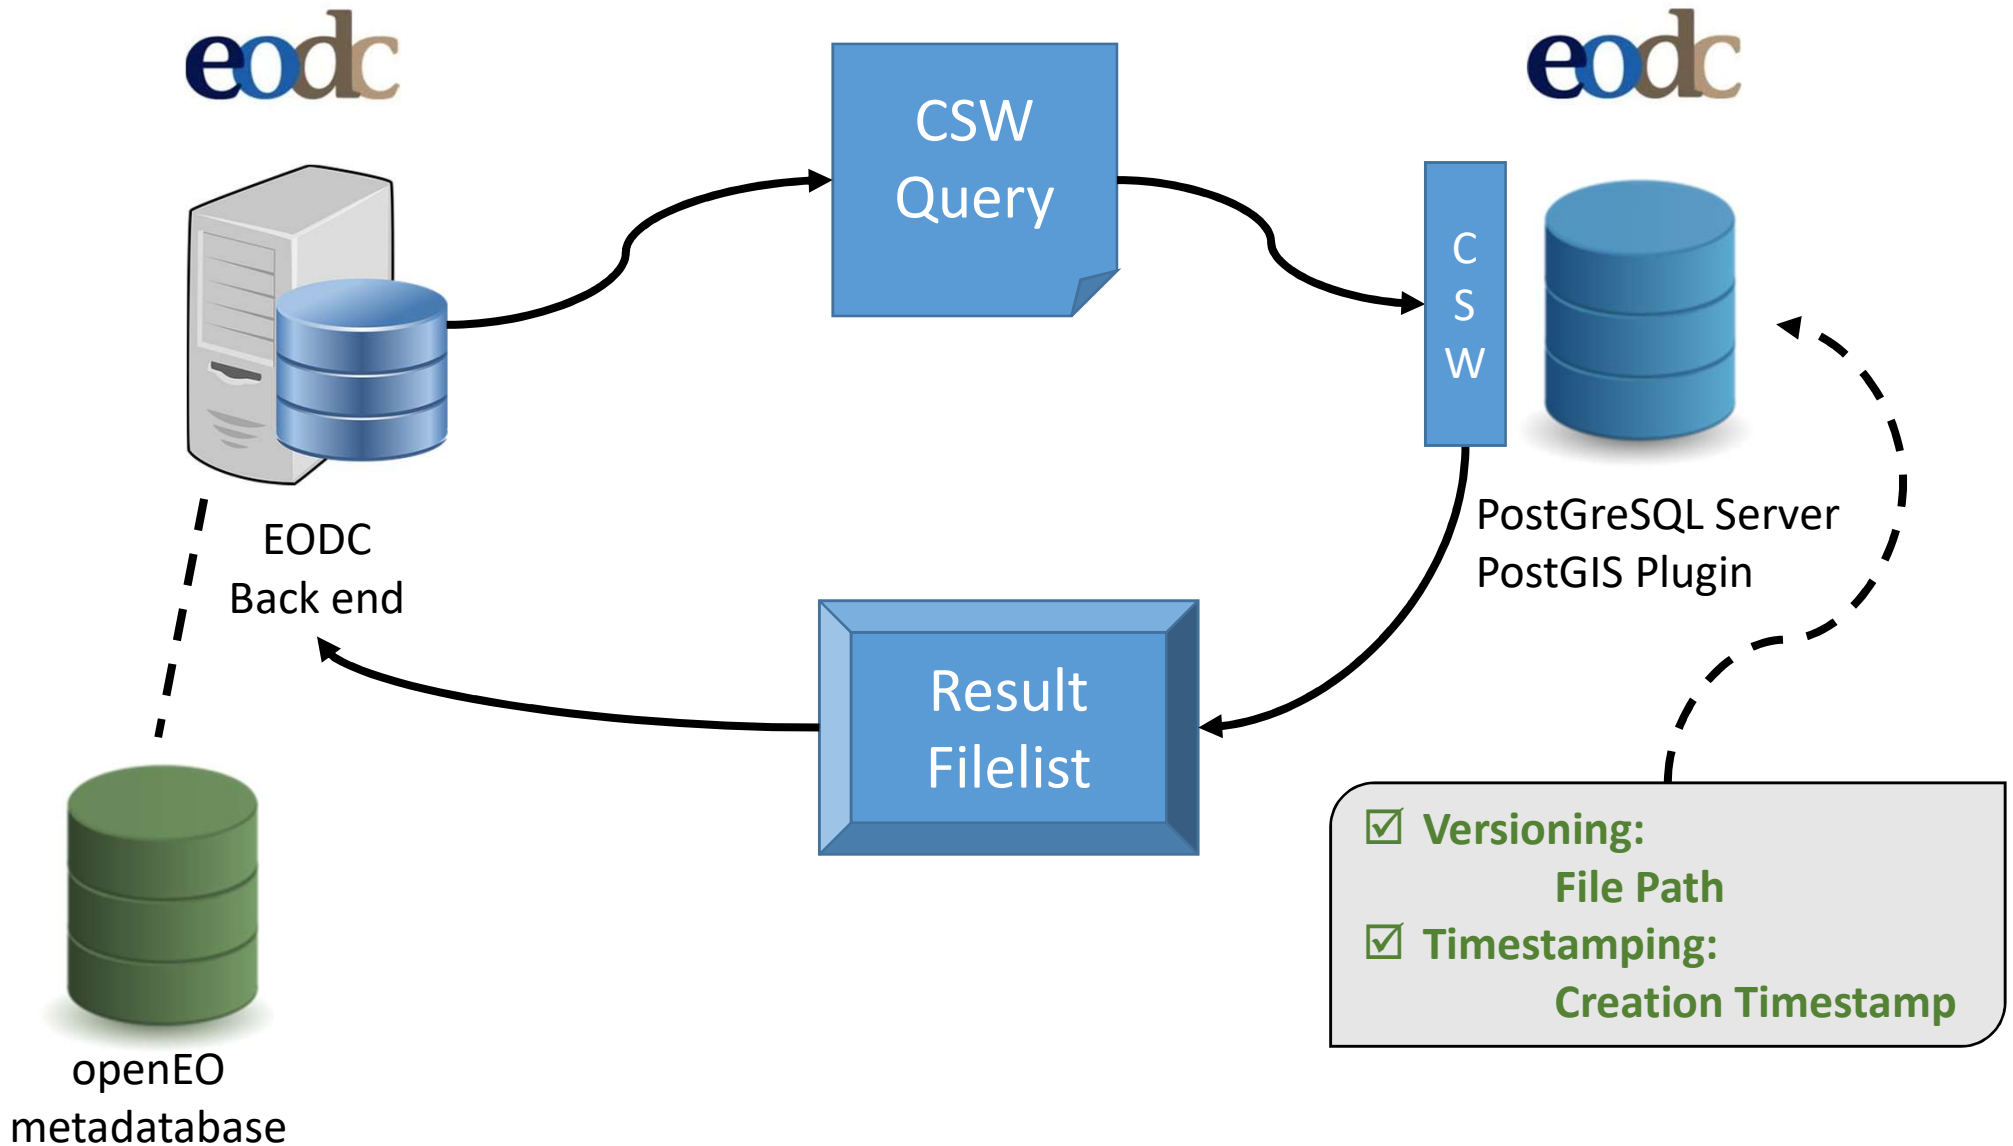 eodc
eodc
CSW
Query
C
S
W
EODC
Back end
PostGreSQL Server
PostGIS Plugin
Result
Filelist
Versioning:
File Path
Timestamping:
Creation Timestamp
openEO
metadatabase